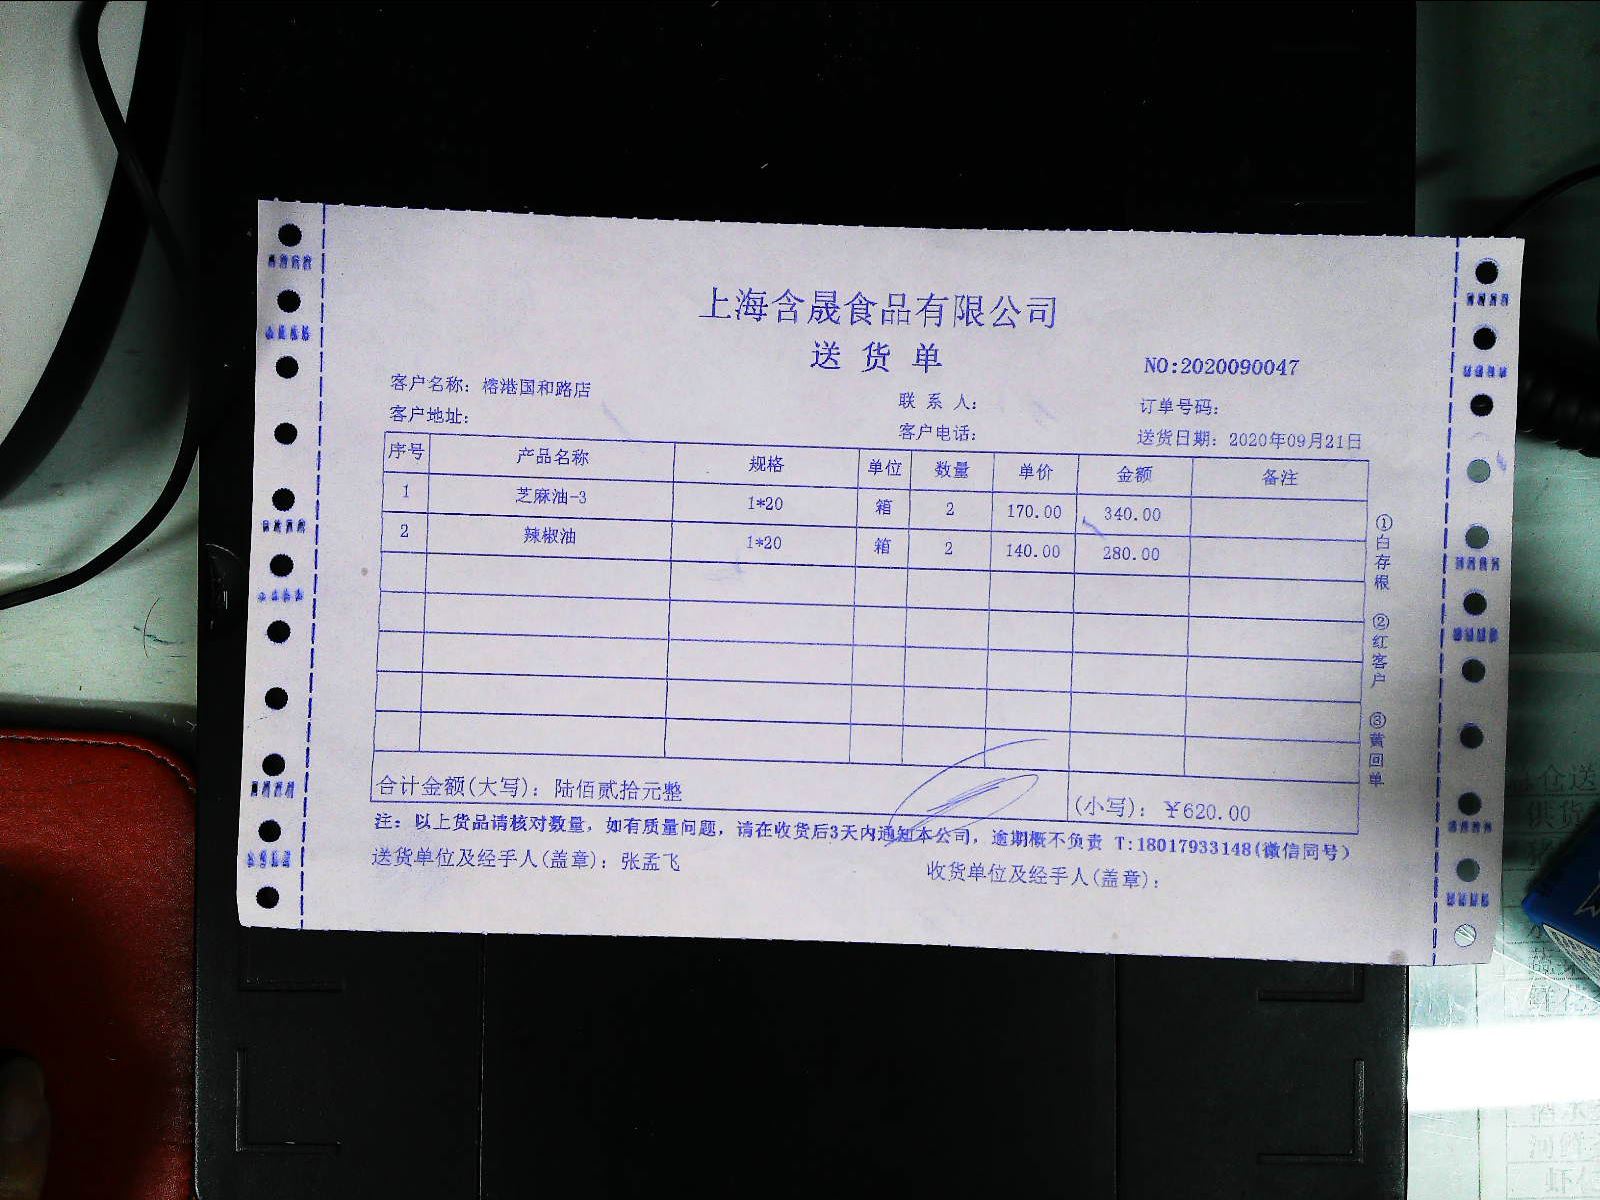 上海含晟食品有限公司
送 货 单
NO:2020090047
客户名称：榕港国和路店
联 系 人：
订单号码：
客户地址：
客户电话：
送货日期：2020年09月21日
序号 产品名称 规格 单位 数量 单价 金额 备注
1 芝麻油-3 1*20 箱 2 170.00 340.00
2 辣椒油 1*20 箱 2 140.00 280.00
合计金额(大写)：陆佰贰拾元整 (小写)：￥620.00
注：以上货品请核对数量，如有质量问题，请在收货后3天内通知本公司，逾期概不负责 T:18017933148(微信同号)
送货单位及经手人(盖章)：张孟飞
收货单位及经手人(盖章)：
①白存根 ②红客户 ③黄回单
仓送
供货